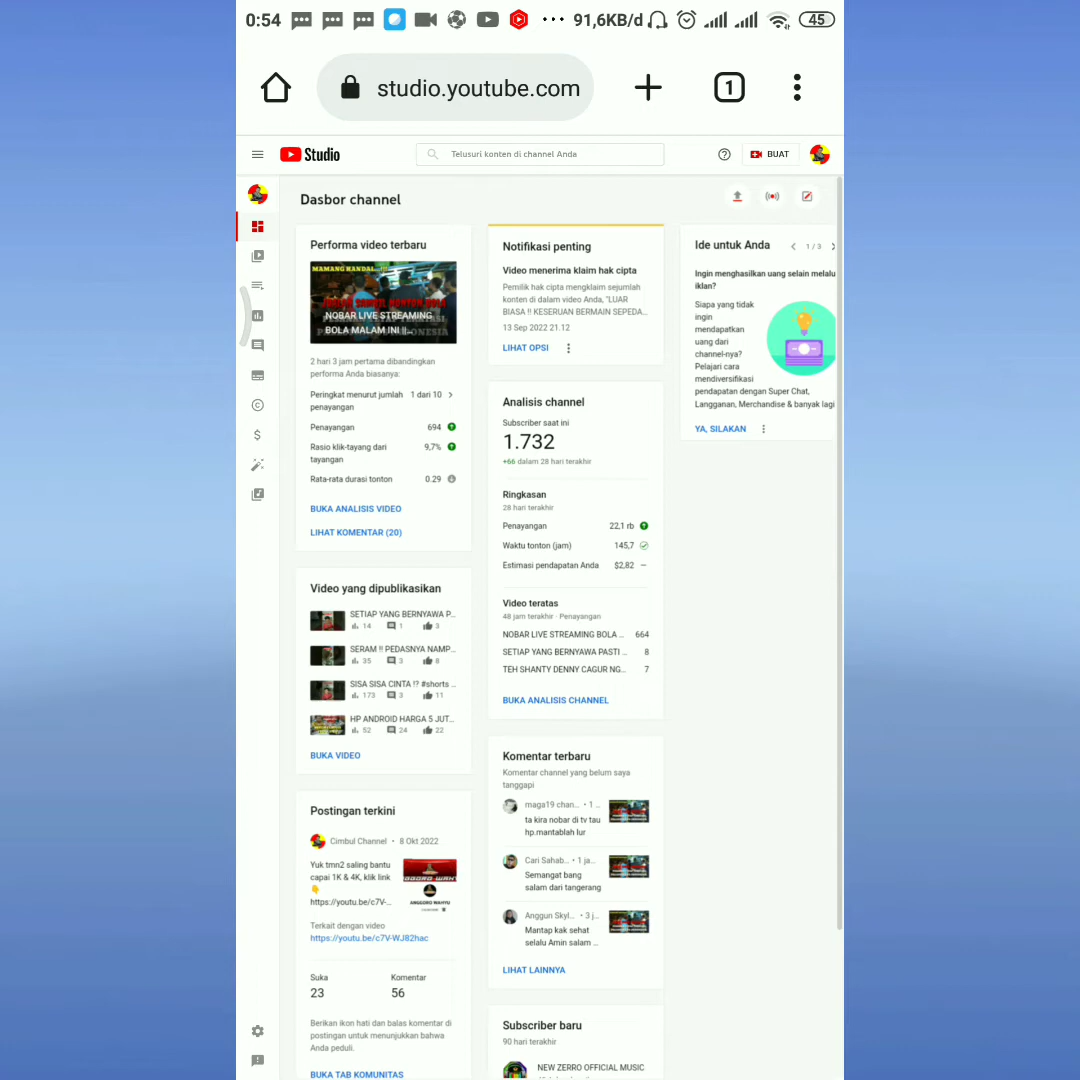 0:54
91,6KB/d
45
studio.youtube.com
1
Studio
Telusuri konten di channel Anda
BUAT
Dasbor channel
Performa video terbaru
MAMANG HANDAL
NOBAR LIVE STREAMING
BOLA MALAM INI !!...
2 hari 3 jam pertama dibandingkan
performa Anda biasanya:
Peringkat menurut jumlah penayangan 1 dari 10
Penayangan 694
Rasio klik-tayang dari tayangan 9,7%
Rata-rata durasi tonton 0.29
BUKA ANALISIS VIDEO
LIHAT KOMENTAR (20)
Video yang dipublikasikan
SETIAP YANG BERNYAWA P...
14 1 3
SERAM !! PEDASNYA NAMP...
35 3 8
SISA SISA CINTA !? #shorts ...
173 3 11
HP ANDROID HARGA 5 JUT...
52 24 22
BUKA VIDEO
Postingan terkini
Cimbul Channel • 8 Okt 2022
Yuk tmn2 saling bantu
capai 1K & 4K, klik link
👇
https://youtu.be/c7V-...
ANGGORO WAHYU
Terkait dengan video
https://youtu.be/c7V-WJ82hac
Suka
23
Komentar
56
Berikan ikon hati dan balas komentar di
postingan untuk menunjukkan bahwa
Anda peduli.
BUKA TAB KOMUNITAS
Notifikasi penting
Video menerima klaim hak cipta
Pemilik hak cipta mengklaim sejumlah
konten di dalam video Anda, "LUAR
BIASA !! KESERUAN BERMAIN SEPEDA...
13 Sep 2022 21.12
LIHAT OPSI
Analisis channel
Subscriber saat ini
1.732
+66 dalam 28 hari terakhir
Ringkasan
28 hari terakhir
Penayangan 22,1 rb
Waktu tonton (jam) 145,7
Estimasi pendapatan Anda $2,82 —
Video teratas
48 jam terakhir · Penayangan
NOBAR LIVE STREAMING BOLA ... 664
SETIAP YANG BERNYAWA PASTI ... 8
TEH SHANTY DENNY CAGUR NG... 7
BUKA ANALISIS CHANNEL
Komentar terbaru
Komentar channel yang belum saya
tanggapi
maga19 chan... • 1 ...
ta kira nobar di tv tau
hp.mantablah lur
Cari Sahab... • 1 ja...
Semangat bang
salam dari tangerang
Anggun Skyl... • 3 j...
Mantap kak sehat
selalu Amin salam ...
LIHAT LAINNYA
Subscriber baru
90 hari terakhir
NEW ZERRO OFFICIAL MUSIC
Ide untuk Anda
1 / 3
Ingin menghasilkan uang selain melalu
iklan?
Siapa yang tidak
ingin
mendapatkan
uang dari
channel-nya?
Pelajari cara
mendiversifikasi
pendapatan dengan Super Chat,
Langganan, Merchandise & banyak lagi
YA, SILAKAN